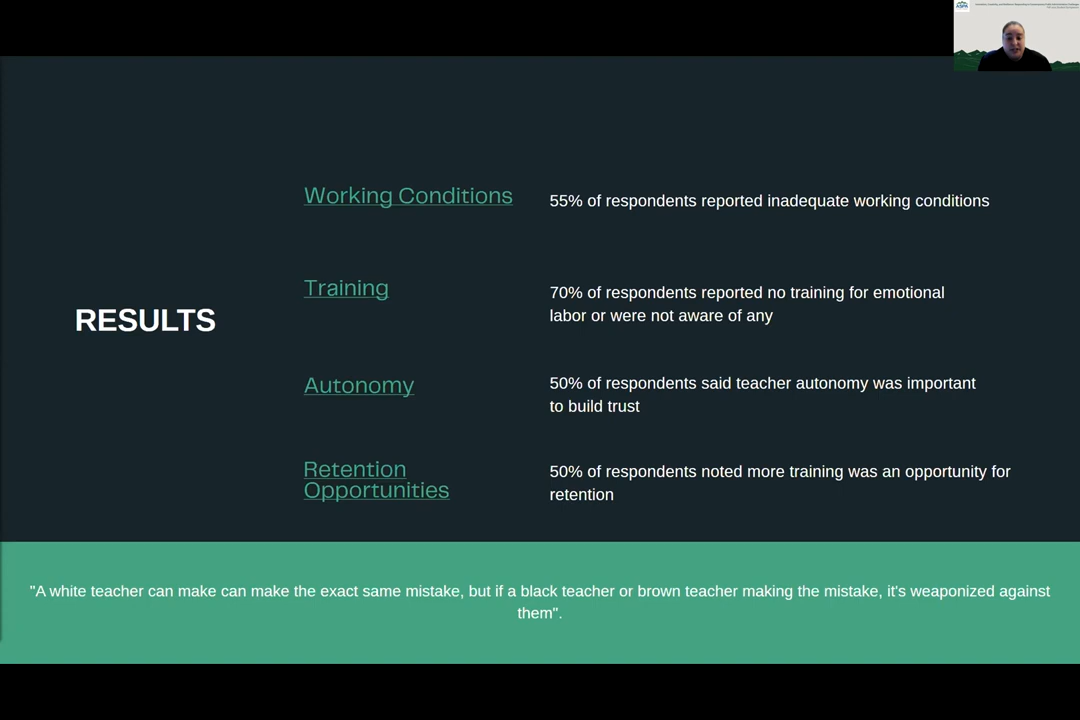 ASPA
RESULTS
Working Conditions
55% of respondents reported inadequate working conditions
Training
70% of respondents reported no training for emotional
labor or were not aware of any
Autonomy
50% of respondents said teacher autonomy was important
to build trust
Retention
Opportunities
50% of respondents noted more training was an opportunity for
retention
"A white teacher can make can make the exact same mistake, but if a black teacher or brown teacher making the mistake, it's weaponized against
them".